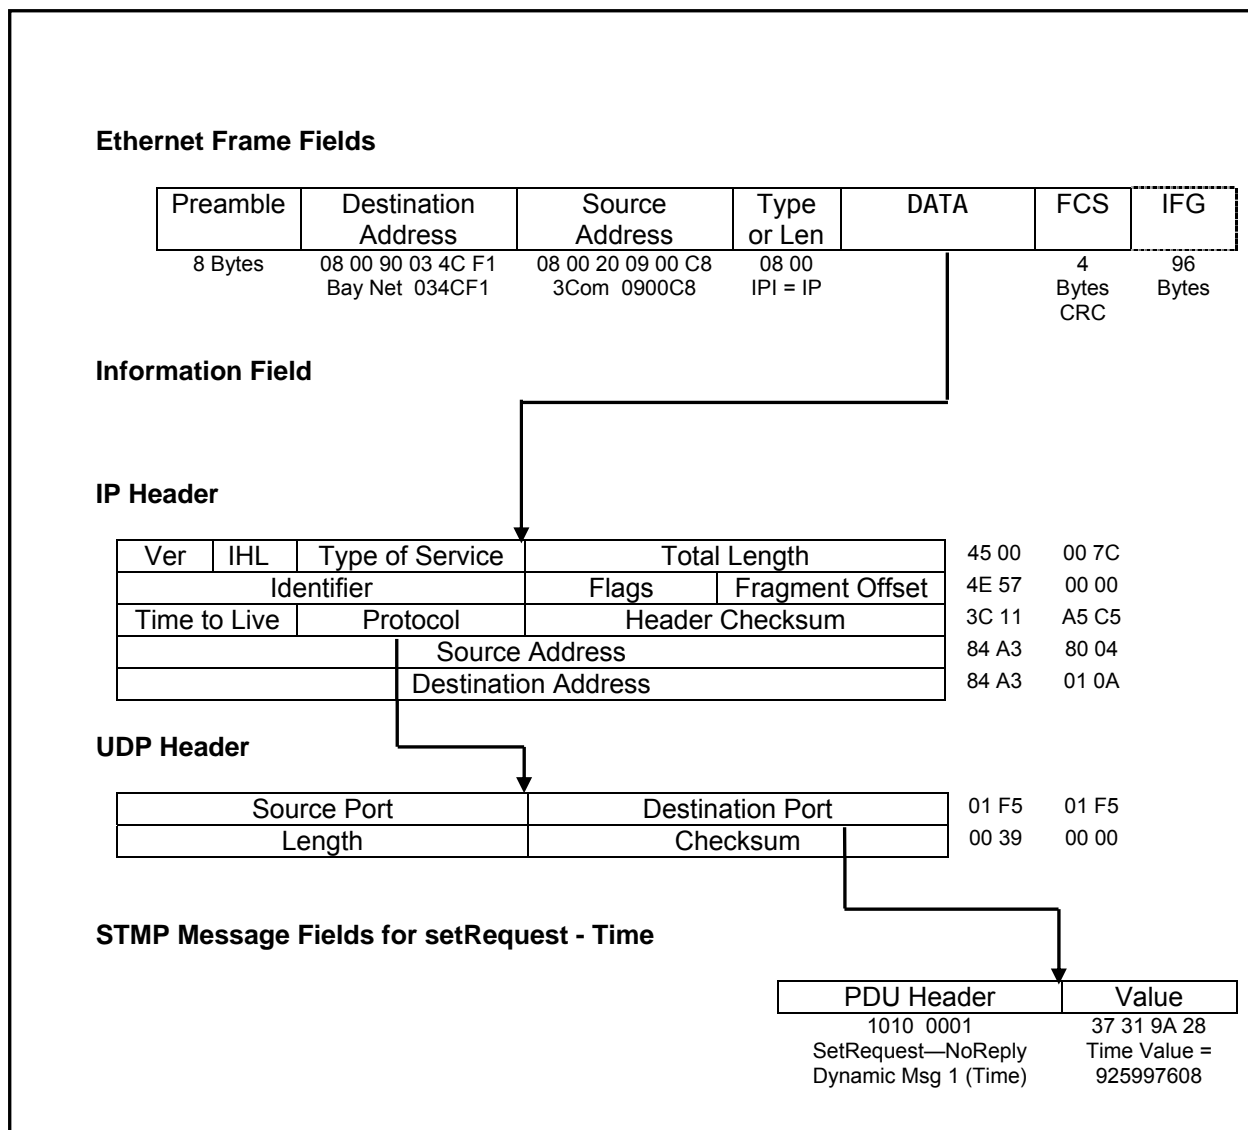 Ethernet Frame Fields
Preamble Destination Address Source Address Type or Len DATA FCS IFG
8 Bytes 08 00 90 03 4C F1 08 00 20 09 00 C8 08 00 4 96
Bay Net 034CF1 3Com 0900C8 IPI = IP Bytes Bytes
CRC
Information Field
IP Header
Ver IHL Type of Service Total Length 45 00 00 7C
Identifier Flags Fragment Offset 4E 57 00 00
Time to Live Protocol Header Checksum 3C 11 A5 C5
Source Address 84 A3 80 04
Destination Address 84 A3 01 0A
UDP Header
Source Port Destination Port 01 F5 01 F5
Length Checksum 00 39 00 00
STMP Message Fields for setRequest - Time
PDU Header Value
1010 0001 37 31 9A 28
SetRequest—NoReply Time Value =
Dynamic Msg 1 (Time) 925997608